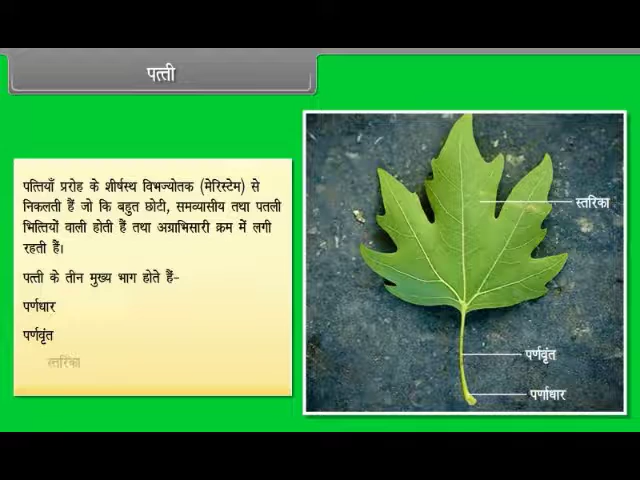 पत्ती
पत्तियाँ प्ररोह के शीर्षस्थ विभज्योतक (मेरिस्टेम) से
निकलती हैं जो कि बहुत छोटी, समव्यासीय तथा पतली
भित्तियों वाली होती हैं तथा अग्राभिसारी क्रम में लगी
रहती हैं।
पत्ती के तीन मुख्य भाग होते हैं-
पर्णधार
पर्णवृंत
स्तरिका
स्तरिका
पर्णवृंत
पर्णाधार